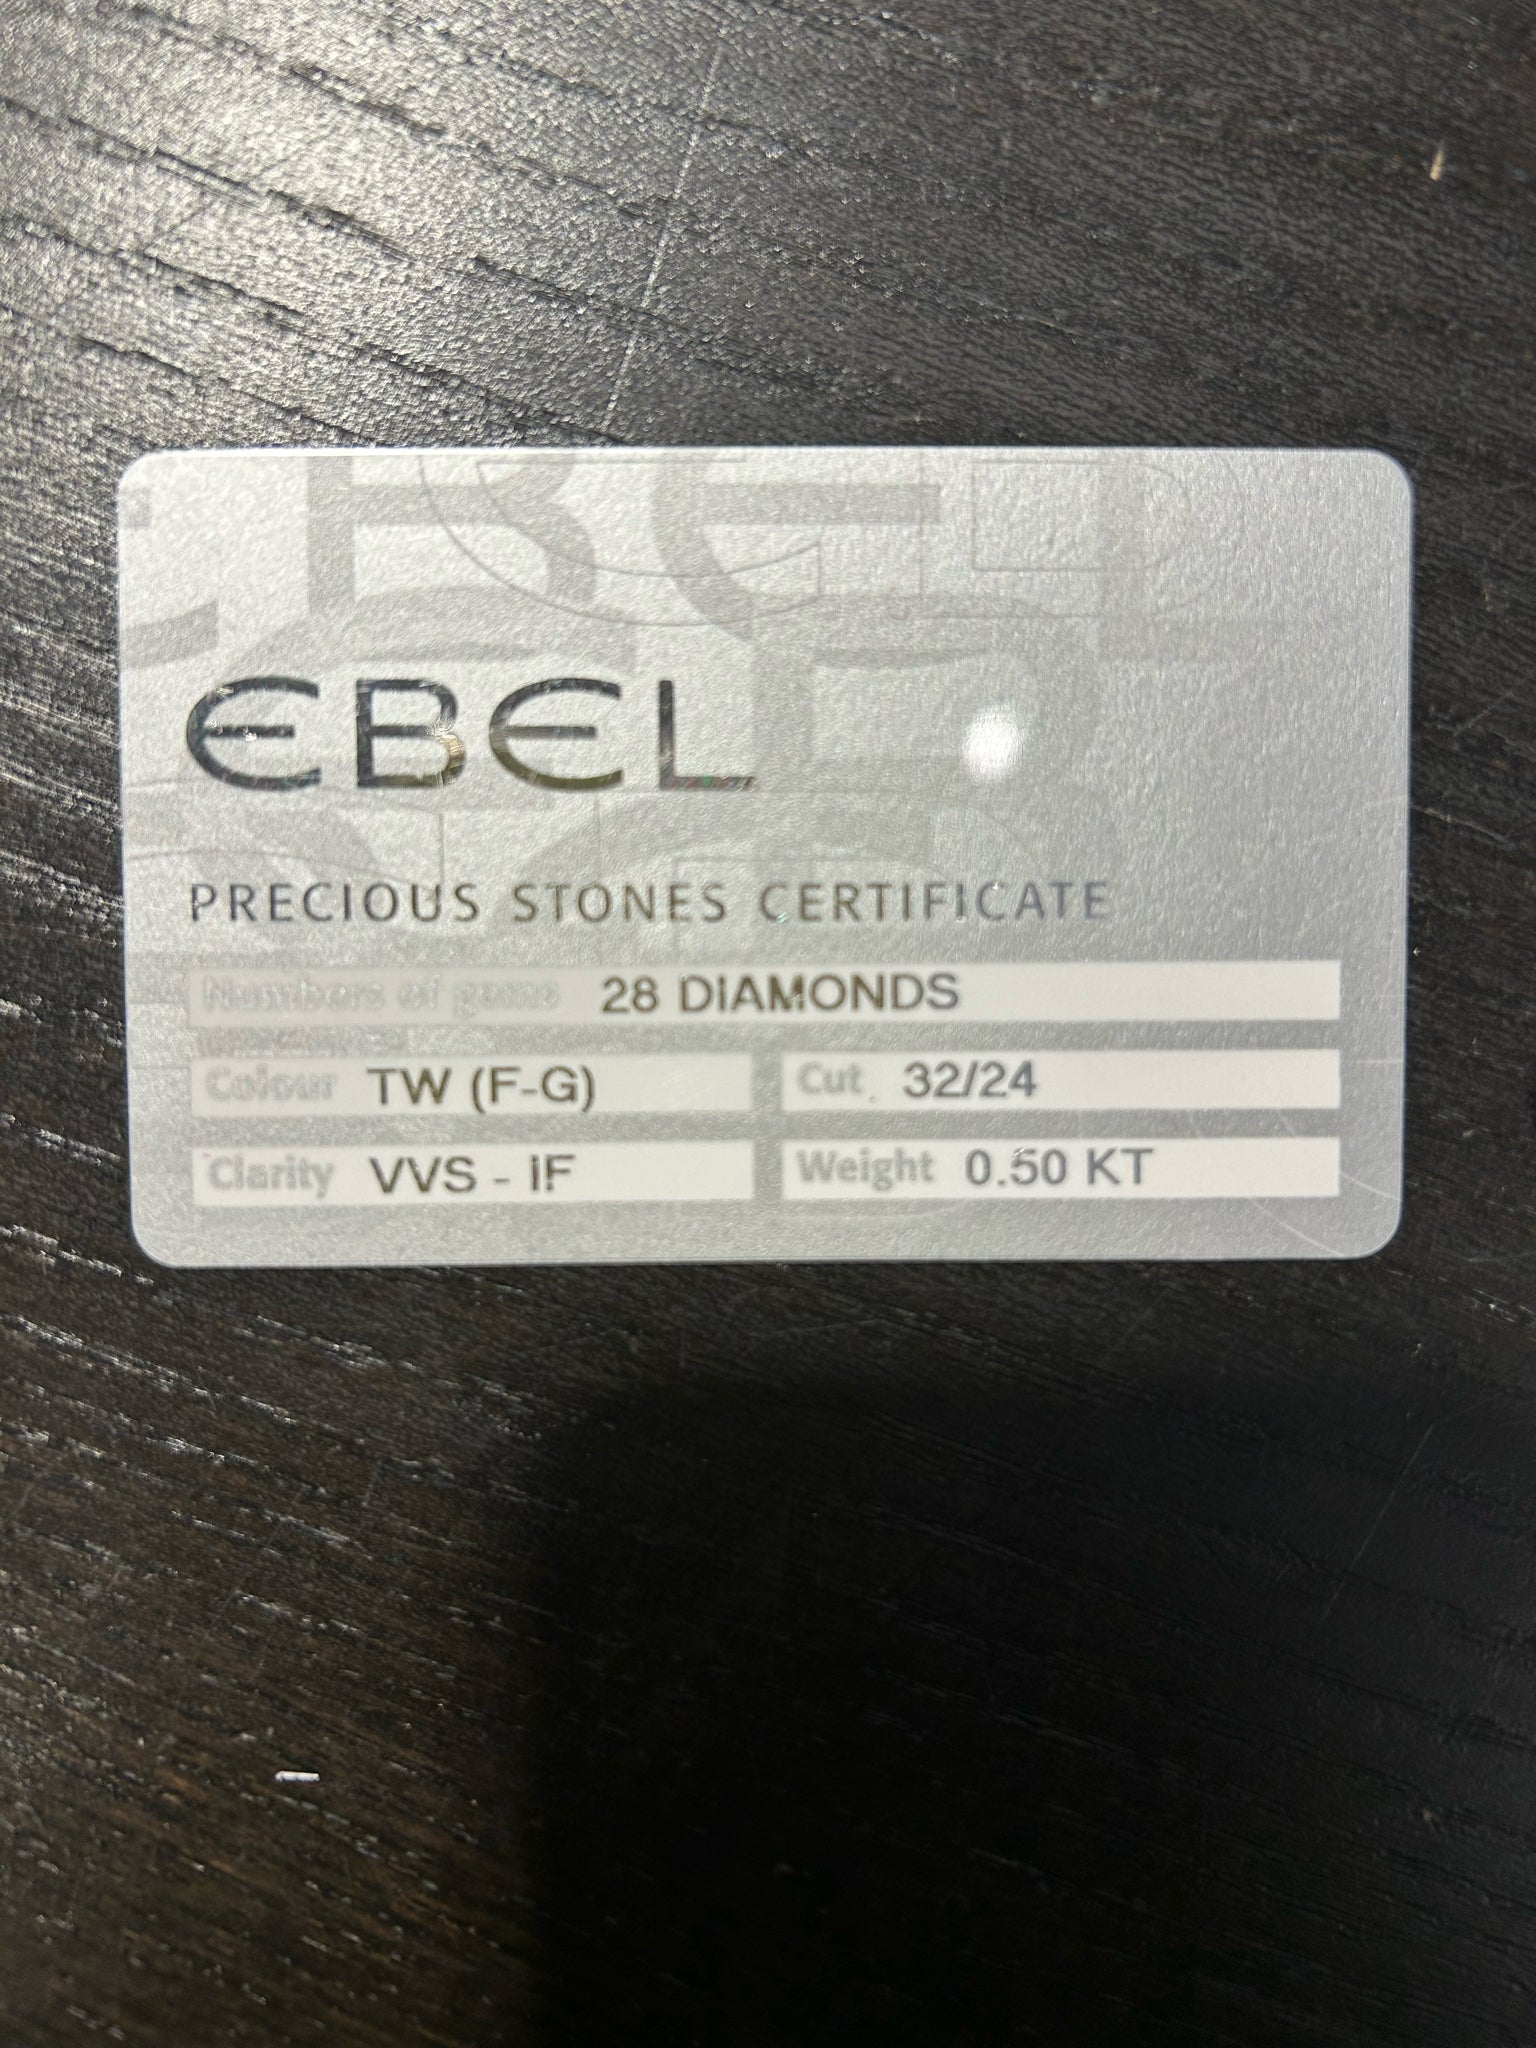 EBEL
PRECIOUS STONES CERTIFICATE
Numbers of gems 28 DIAMONDS
Colour TW (F-G) Cut 32/24
Clarity VVS - IF Weight 0.50 KT